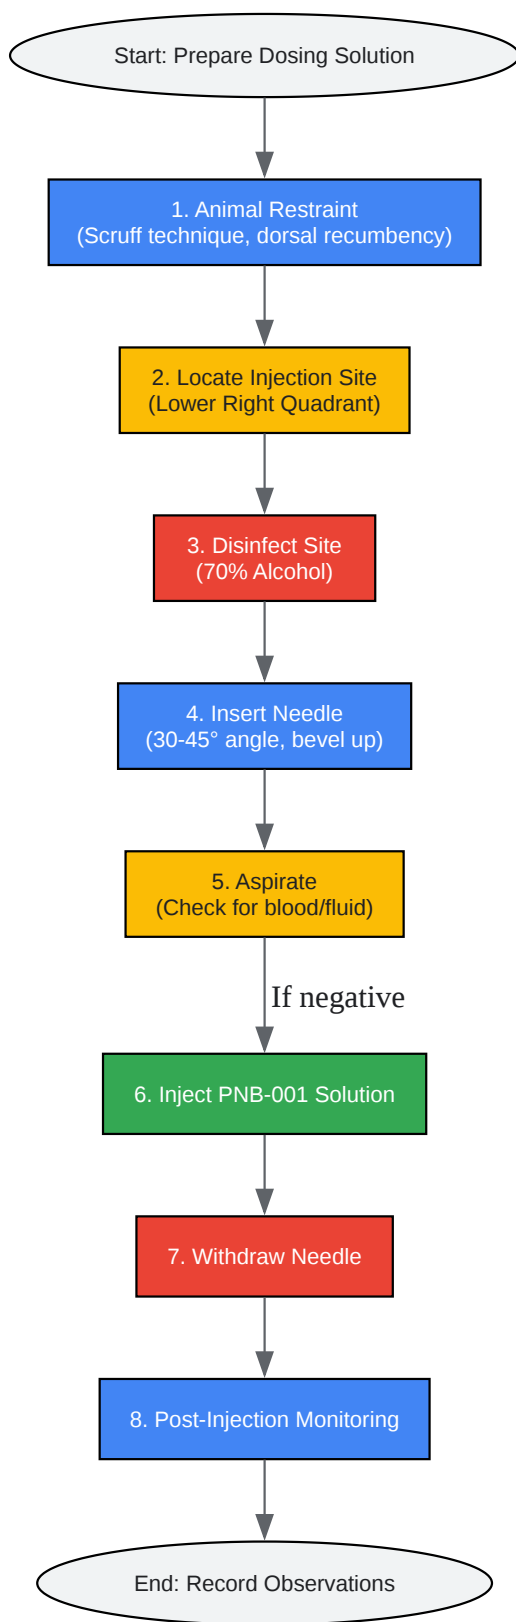 Start: Prepare Dosing Solution
1. Animal Restraint
(Scruff technique, dorsal recumbency)
2. Locate Injection Site
(Lower Right Quadrant)
3. Disinfect Site
(70% Alcohol)
4. Insert Needle
(30-45° angle, bevel up)
5. Aspirate
(Check for blood/fluid)
If negative
6. Inject PNB-001 Solution
7. Withdraw Needle
8. Post-Injection Monitoring
End: Record Observations